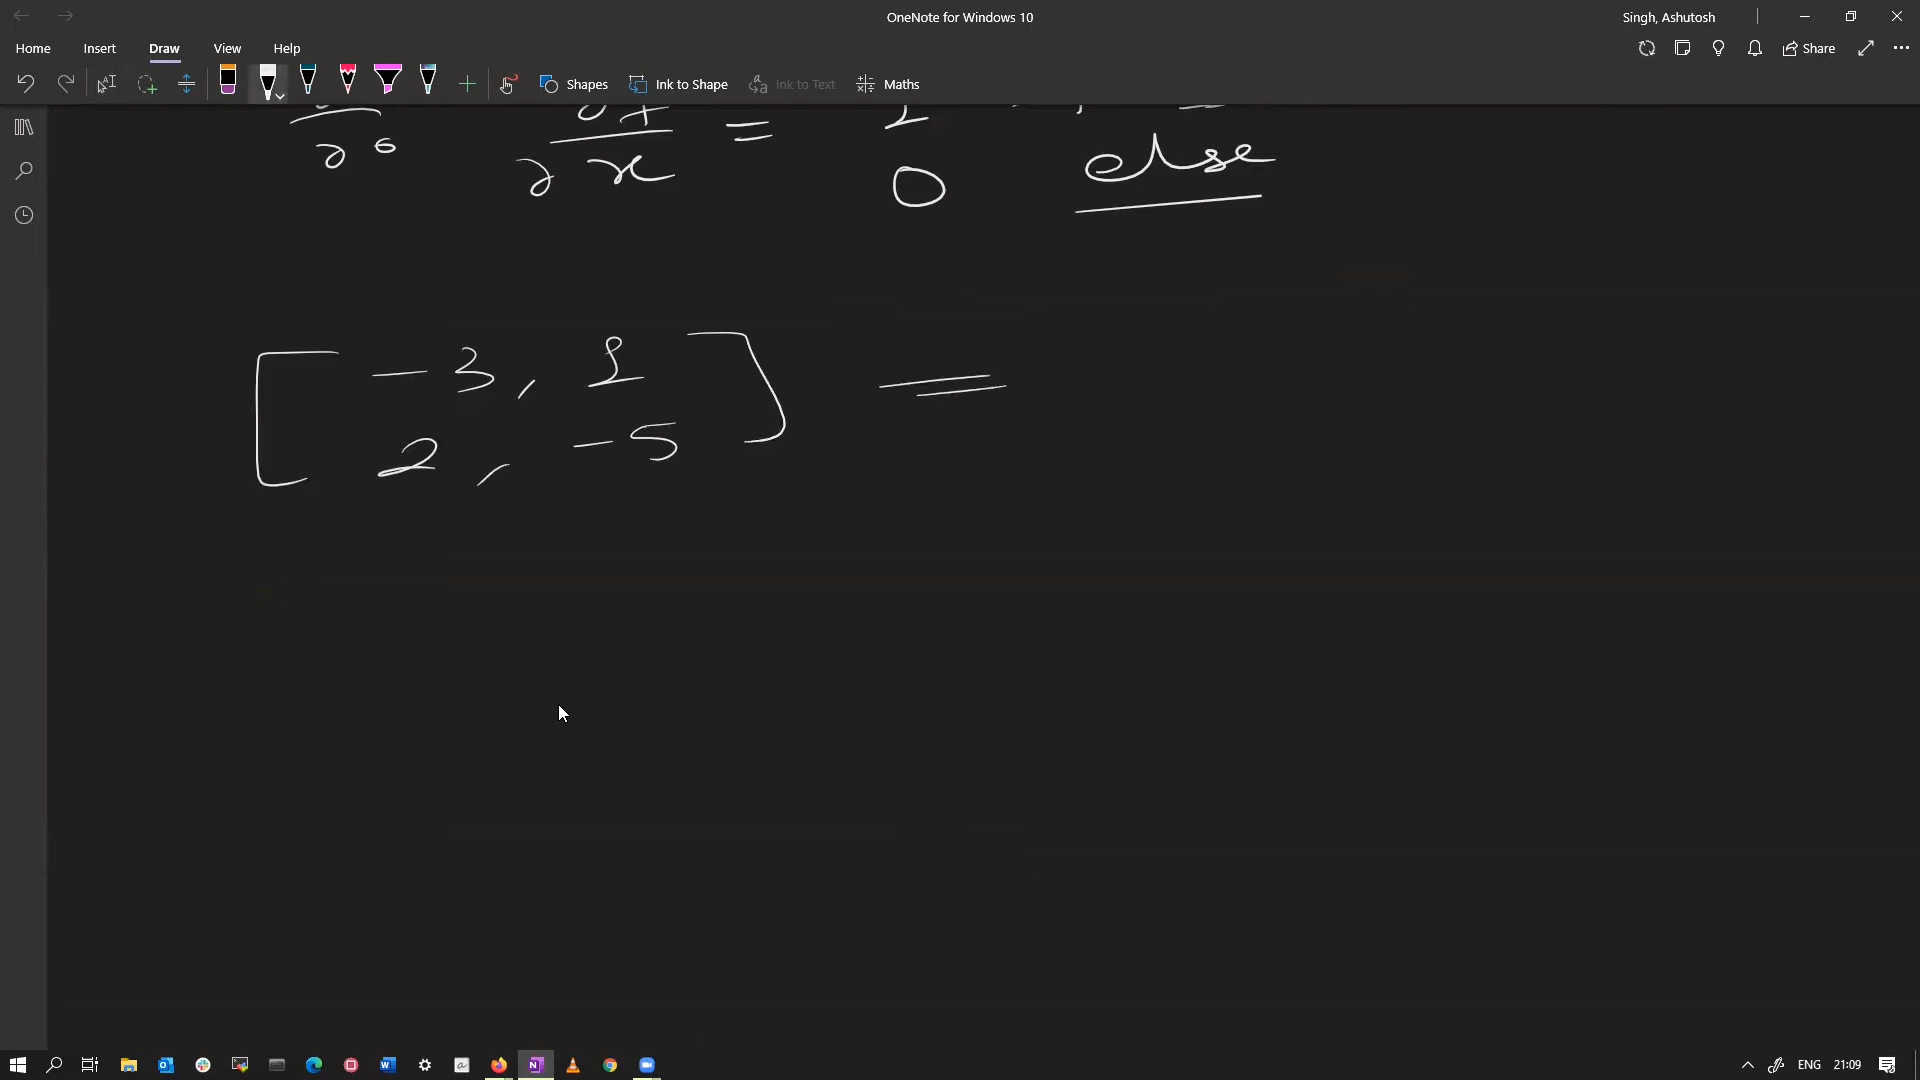 OneNote for Windows 10
Singh, Ashutosh
Home Insert Draw View Help
Share
Shapes Ink to Shape Ink to Text Maths
∂x = 1
0 else
[ -3, 1 ] =
2, -5
ENG 21:09